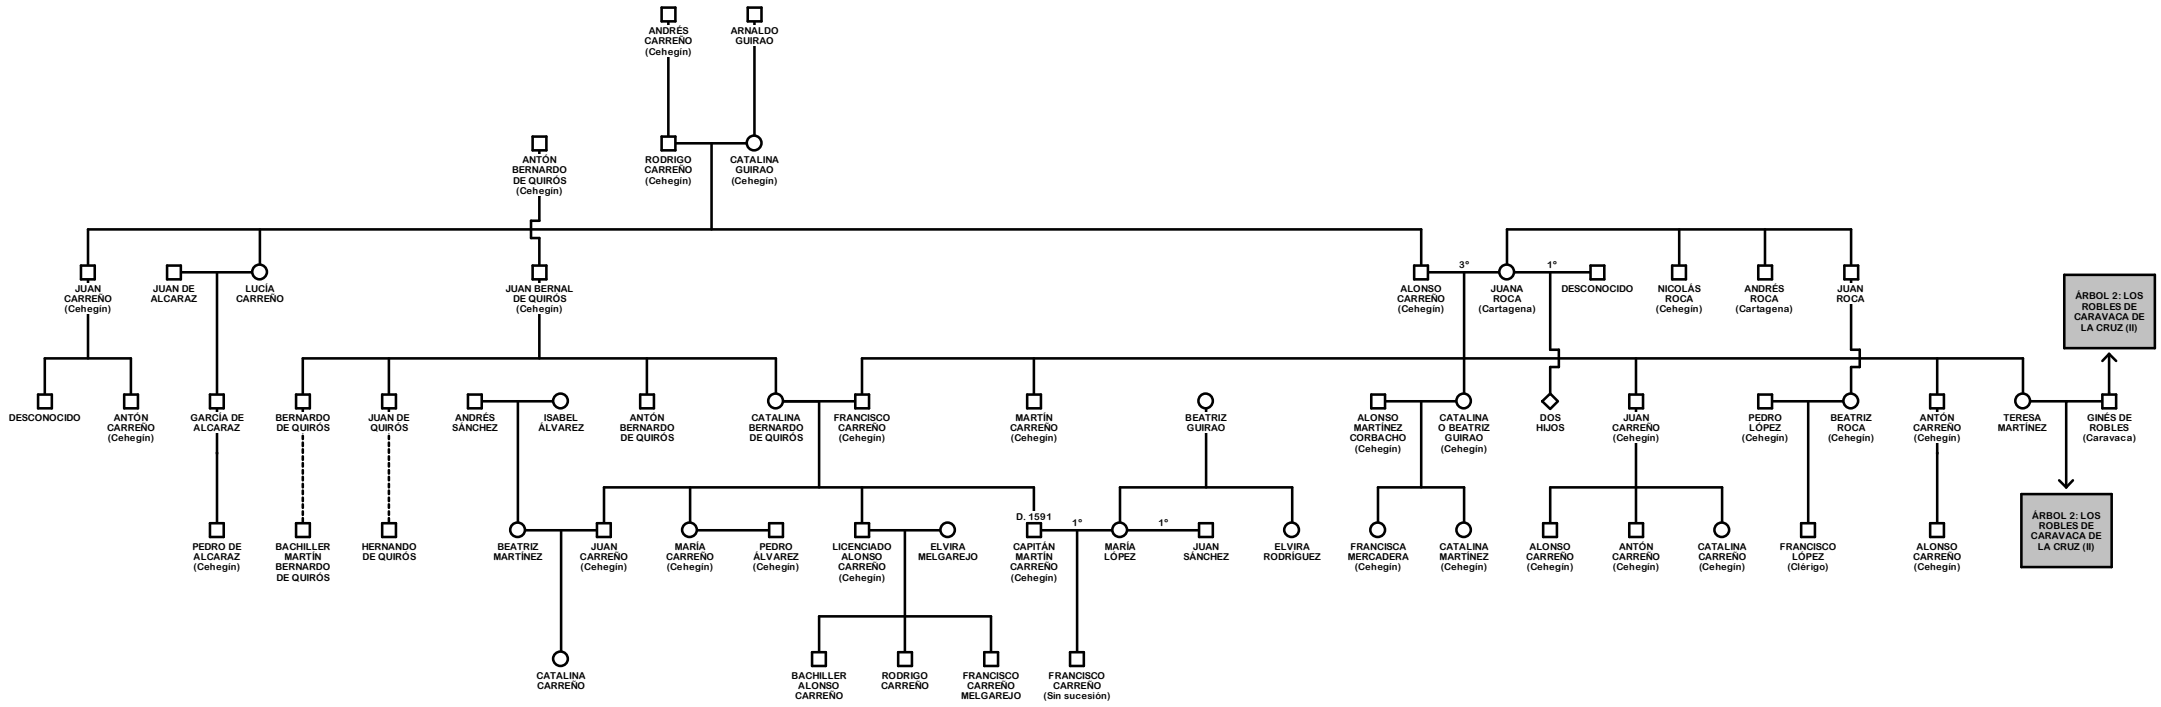 ANDRÉS
CARREÑO
(Cehegín)
ARNALDO
GUIRAO
ANTÓN
BERNARDO
DE QUIRÓS
(Cehegín)
RODRIGO
CARREÑO
(Cehegín)
CATALINA
GUIRAO
(Cehegín)
JUAN
CARREÑO
(Cehegín)
JUAN DE
ALCARAZ
LUCÍA
CARREÑO
JUAN BERNAL
DE QUIRÓS
(Cehegín)
ALONSO
CARREÑO
(Cehegín)
3º
JUANA
ROCA
(Cartagena)
1º
DESCONOCIDO
NICOLÁS
ROCA
(Cehegín)
ANDRÉS
ROCA
(Cartagena)
JUAN
ROCA
ÁRBOL 2: LOS
ROBLES DE
CARAVACA DE
LA CRUZ (II)
DESCONOCIDO
ANTÓN
CARREÑO
(Cehegín)
GARCÍA DE
ALCARAZ
BERNARDO
DE QUIRÓS
JUAN DE
QUIRÓS
ANDRÉS
SÁNCHEZ
ISABEL
ÁLVAREZ
ANTÓN
BERNARDO
DE QUIRÓS
CATALINA
BERNARDO
DE QUIRÓS
FRANCISCO
CARREÑO
(Cehegín)
MARTÍN
CARREÑO
(Cehegín)
BEATRIZ
GUIRAO
ALONSO
MARTÍNEZ
CORBACHO
(Cehegín)
CATALINA
O BEATRIZ
GUIRAO
(Cehegín)
DOS
HIJOS
JUAN
CARREÑO
(Cehegín)
PEDRO
LÓPEZ
(Cehegín)
BEATRIZ
ROCA
(Cehegín)
ANTÓN
CARREÑO
(Cehegín)
TERESA
MARTÍNEZ
GINÉS DE
ROBLES
(Caravaca)
PEDRO DE
ALCARAZ
(Cehegín)
BACHILLER
MARTÍN
BERNARDO
DE QUIRÓS
HERNANDO
DE QUIRÓS
BEATRIZ
MARTÍNEZ
JUAN
CARREÑO
(Cehegín)
MARÍA
CARREÑO
(Cehegín)
PEDRO
ÁLVAREZ
(Cehegín)
LICENCIADO
ALONSO
CARREÑO
(Cehegín)
ELVIRA
MELGAREJO
D. 1591
CAPITÁN
MARTÍN
CARREÑO
(Cehegín)
1º
MARÍA
LÓPEZ
1º
JUAN
SÁNCHEZ
ELVIRA
RODRÍGUEZ
FRANCISCA
MERCADERA
(Cehegín)
CATALINA
MARTÍNEZ
(Cehegín)
ALONSO
CARREÑO
(Cehegín)
ANTÓN
CARREÑO
(Cehegín)
CATALINA
CARREÑO
(Cehegín)
FRANCISCO
LÓPEZ
(Clérigo)
ALONSO
CARREÑO
(Cehegín)
ÁRBOL 2: LOS
ROBLES DE
CARAVACA DE
LA CRUZ (II)
CATALINA
CARREÑO
BACHILLER
ALONSO
CARREÑO
RODRIGO
CARREÑO
FRANCISCO
CARREÑO
MELGAREJO
FRANCISCO
CARREÑO
(Sin sucesión)